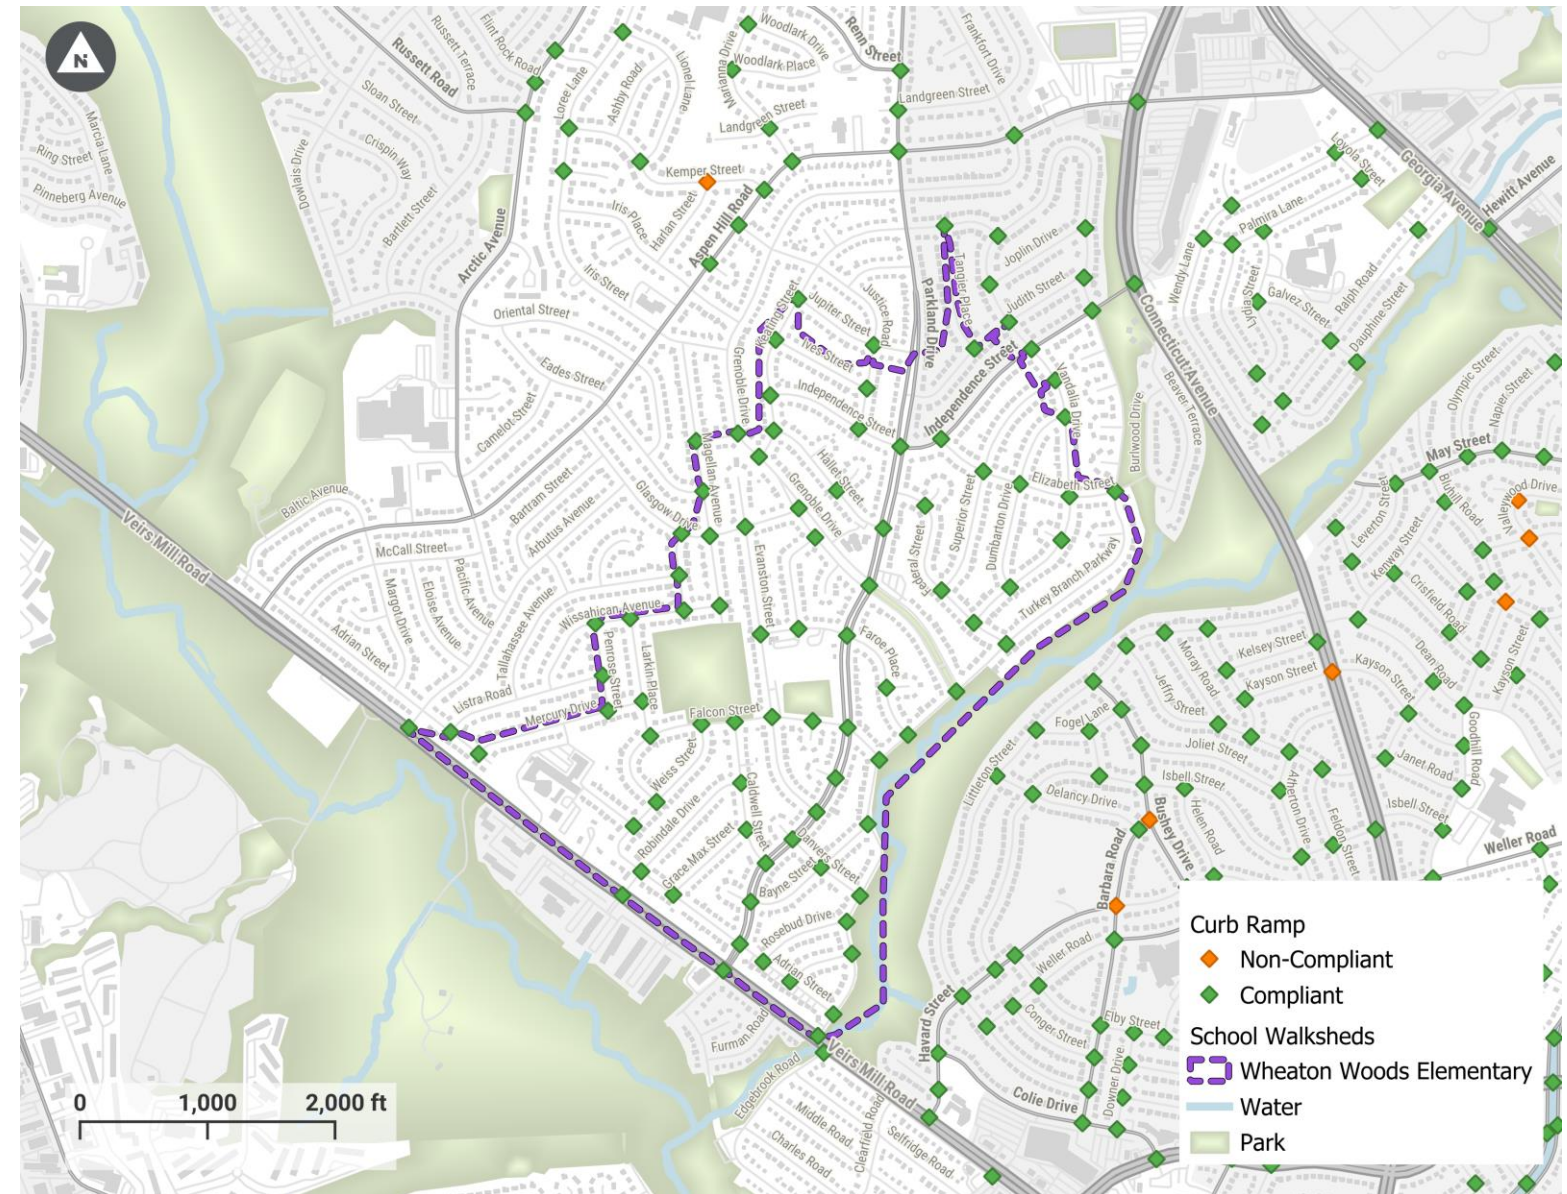 N
Woodlark Drive
Renn Street
Frankfort Drive
Flint Rock Road
Russett Terrace
Russett Road
Marianna Drive
Woodlark Place
Lionel Lane
Ashby Road
Loree Lane
Sloan Street
Landgreen Street
Landgreen Street
Marcia Lane
Ring Street
Crispin Way
Loyola Street
Georgia Avenue
Kemper Street
Pinneberg Avenue
Dowlais Drive
Bartlett Street
Hewitt Avenue
Iris Place
Harlan Street
Aspen Hill Road
Palmira Lane
Arctic Avenue
Iris Street
Tangier Place
Joplin Drive
Wendy Lane
Oriental Street
Keating Street
Jupiter Street
Justice Road
Parkland Drive
Judith Street
Connecticut Avenue
Galvez Street
Ralph Road
Dauphine Street
Ives Street
Eades Street
Grenoble Drive
Independence Street
Independence Street
Vandalia Drive
Beaver Terrace
Burlwood Drive
Olympic Street
Napier Street
Camelot Street
Magellan Avenue
May Street
Hallet Street
Grenoble Drive
Elizabeth Street
Bluhill Road
Valleywood Drive
Leverton Street
Baltic Avenue
Bartram Street
Glasgow Drive
Superior Street
Dumbarton Drive
Veirs Mill Road
Arbutus Avenue
McCall Street
Kenway Street
Pacific Avenue
Evanston Street
Federal Street
Turkey Branch Parkway
Crisfield Road
Margot Drive
Eloise Avenue
Tallahassee Avenue
Wissahican Avenue
Adrian Street
Penrose Street
Larkin Place
Faroe Place
Moray Road
Kelsey Street
Kayson Street
Kayson Street
Dean Road
Kayson Street
Jeffry Street
Listra Road
Mercury Drive
Falcon Street
Fogel Lane
Joliet Street
Goodhill Road
Janet Road
Weiss Street
Littleton Street
Isbell Street
Delancy Drive
Atherton Drive
Isbell Street
Caldwell Street
Robindale Drive
Bushey Drive
Helen Road
Feldon Street
Grace Max Street
Danvers Street
Weller Road
Barbara Road
Bayne Street
Rosebud Drive
Weller Road
Adrian Street
Furman Road
Havard Street
Conger Street
Elby Street
Veirs Mill Road
Edgebrook Road
Colie Drive
Downer Drive
Middle Road
Clearfield Road
Charles Road
Selfridge Road
0 1,000 2,000 ft
Curb Ramp
Non-Compliant
Compliant
School Walksheds
Wheaton Woods Elementary
Water
Park